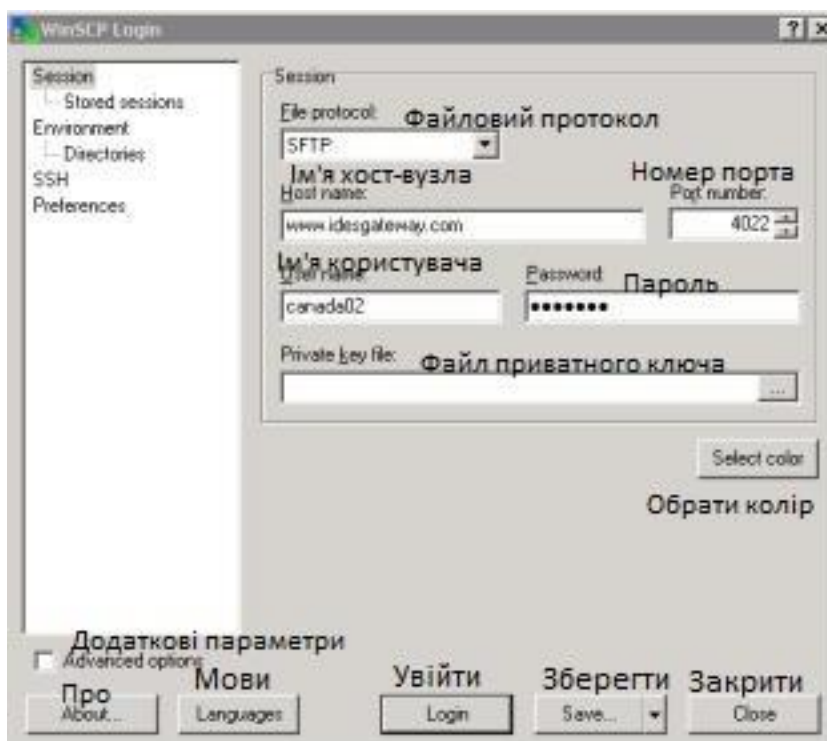 WinSCP Login
Session
Stored sessions
Environment
Directories
SSH
Preferences
Session
File protocol:
Файловий протокол
SFTP
Ім'я хост-вузла
Номер порта
Host name:
Port number:
www.idesgateway.com
4022
Ім'я користувача
User name:
Password:
Пароль
canada02
•••••••
Private key file:
Файл приватного ключа
...
Select color
Обрати колір
Додаткові параметри
Advanced options
Про
Мови
Увійти
Зберегти
Закрити
About...
Languages
Login
Save...
Close